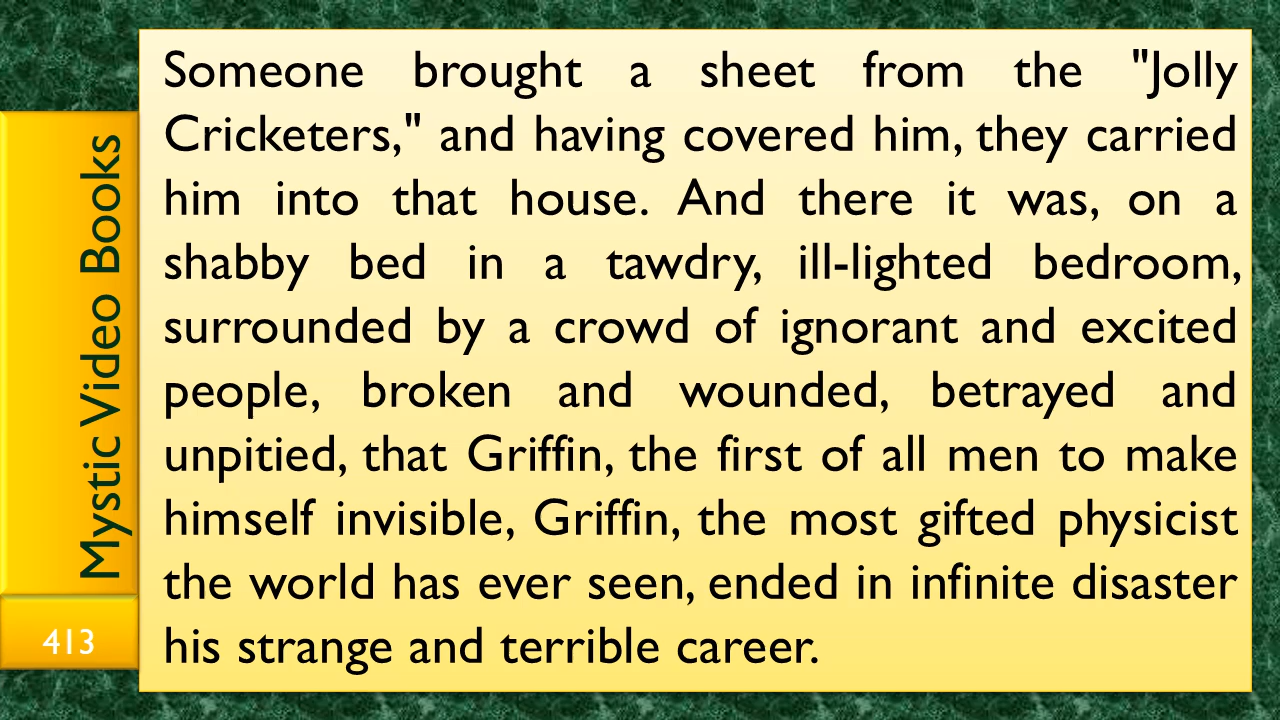 Someone brought a sheet from the "Jolly
Cricketers," and having covered him, they carried
him into that house. And there it was, on a
shabby bed in a tawdry, ill-lighted bedroom,
surrounded by a crowd of ignorant and excited
people, broken and wounded, betrayed and
unpitied, that Griffin, the first of all men to make
himself invisible, Griffin, the most gifted physicist
the world has ever seen, ended in infinite disaster
his strange and terrible career.
Mystic Video Books
413